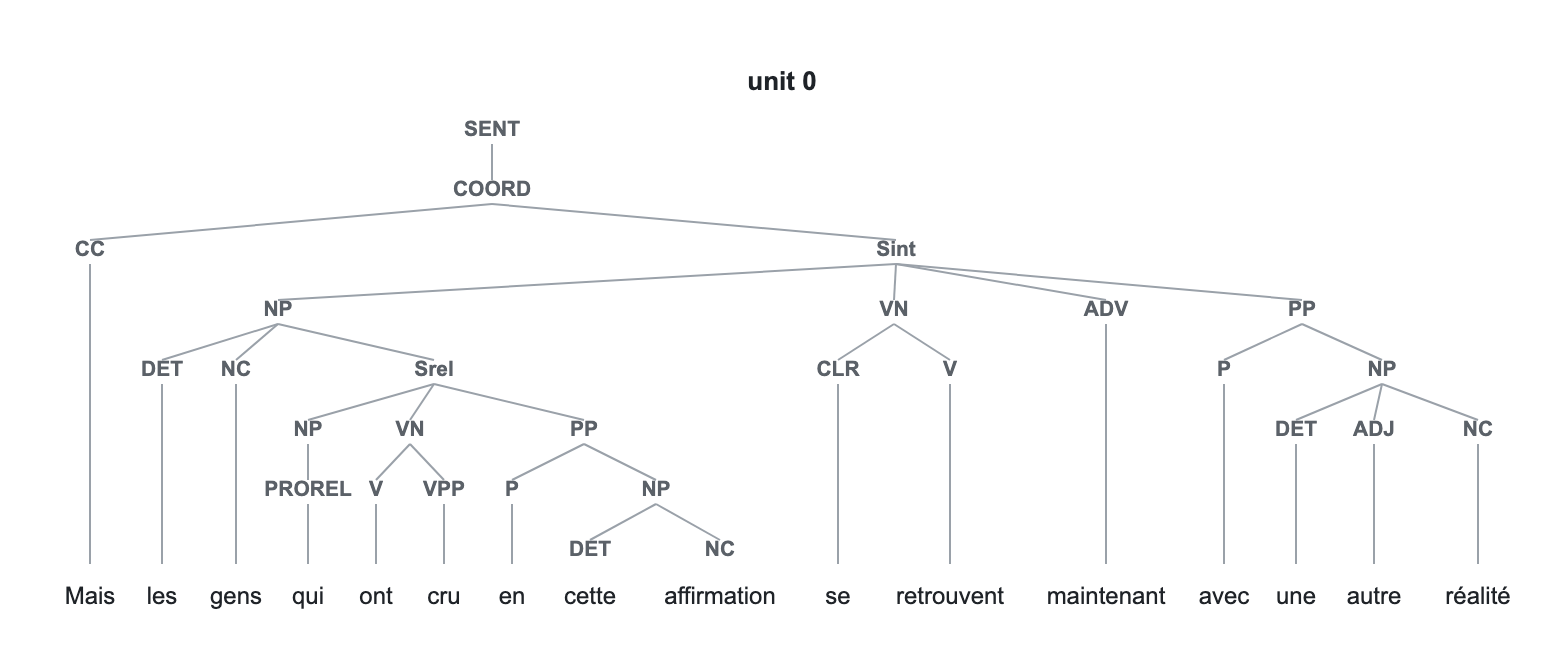 unit 0
SENT
COORD
CC Sint
NP VN ADV PP
DET NC Srel CLR V P NP
NP VN PP DET ADJ NC
PROREL V VPP P NP
DET NC
Mais les gens qui ont cru en cette affirmation se retrouvent maintenant avec une autre réalité